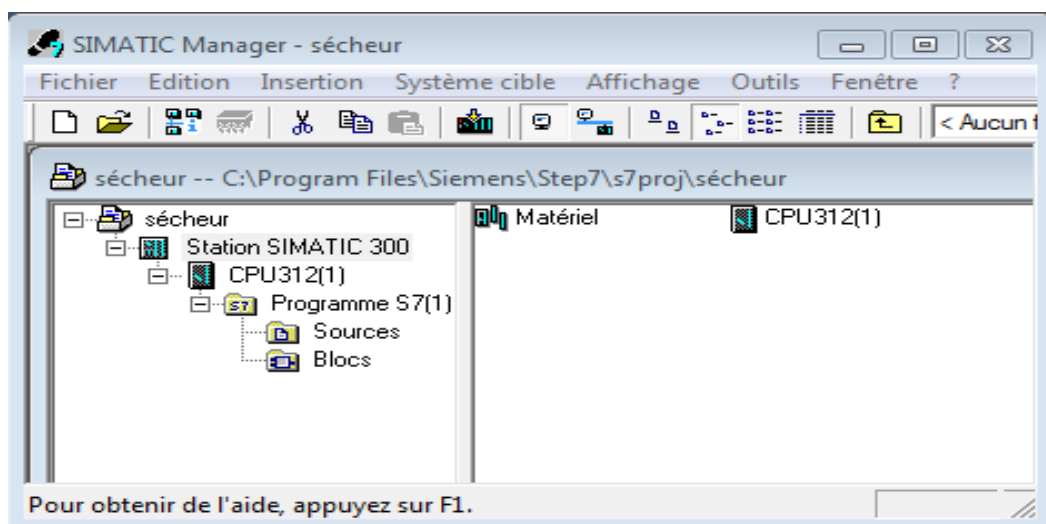 SIMATIC Manager - sécheur
Fichier Edition Insertion Système cible Affichage Outils Fenêtre ?
< Aucun
sécheur -- C:\Program Files\Siemens\Step7\s7proj\sécheur
sécheur
Station SIMATIC 300
CPU312(1)
Programme S7(1)
Sources
Blocs
Matériel
CPU312(1)
Pour obtenir de l'aide, appuyez sur F1.